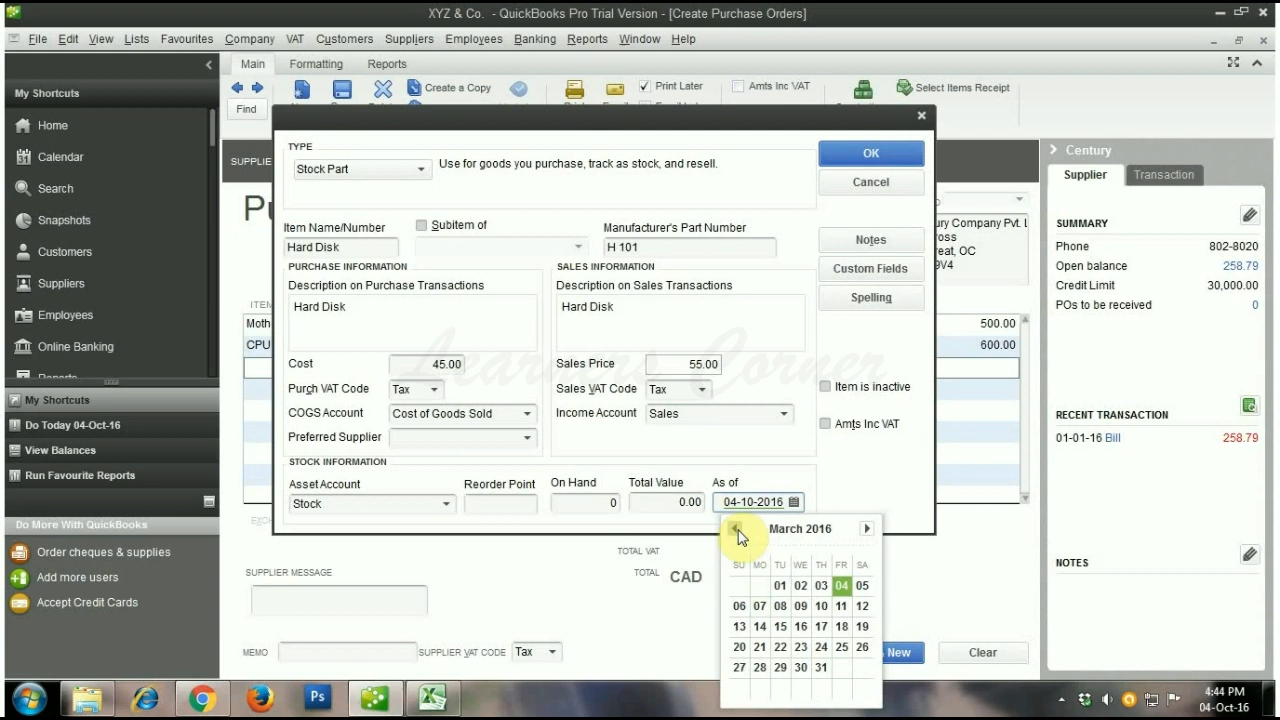 XYZ & Co. - QuickBooks Pro Trial Version - [Create Purchase Orders]
File Edit View Lists Favourites Company VAT Customers Suppliers Employees Banking Reports Window Help
Main Formatting Reports
My Shortcuts
Find
Create a Copy
Print Later
Amts Inc VAT
Select Items Receipt
Home
Calendar
Search
Snapshots
Customers
Suppliers
Employees
Online Banking
My Shortcuts
Do Today 04-Oct-16
View Balances
Run Favourite Reports
Do More With QuickBooks
Order cheques & supplies
Add more users
Accept Credit Cards
SUPPLIER
TYPE
Stock Part
Use for goods you purchase, track as stock, and resell.
OK
Cancel
Item Name/Number
Subitem of
Manufacturer's Part Number
Hard Disk
H 101
Notes
Custom Fields
Spelling
PURCHASE INFORMATION
Description on Purchase Transactions
Hard Disk
SALES INFORMATION
Description on Sales Transactions
Hard Disk
Learners Corner
Cost 45.00
Sales Price 55.00
Purch VAT Code Tax
Sales VAT Code Tax
Item is inactive
COGS Account Cost of Goods Sold
Income Account Sales
Amts Inc VAT
Preferred Supplier
STOCK INFORMATION
Asset Account
Reorder Point
On Hand
Total Value
As of
Stock
0
0.00
04-10-2016
March 2016
SU MO TU WE TH FR SA
01 02 03 04 05
06 07 08 09 10 11 12
13 14 15 16 17 18 19
20 21 22 23 24 25 26
27 28 29 30 31
ury Company Pvt. L
ross
reat, OC
9V4
Moth 500.00
CPU 600.00
TOTAL VAT
TOTAL CAD
SUPPLIER MESSAGE
MEMO
SUPPLIER VAT CODE Tax
New
Clear
Century
Supplier Transaction
SUMMARY
Phone 802-8020
Open balance 258.79
Credit Limit 30,000.00
POs to be received 0
RECENT TRANSACTION
01-01-16 Bill 258.79
NOTES
Ps
4:44 PM
04-Oct-16